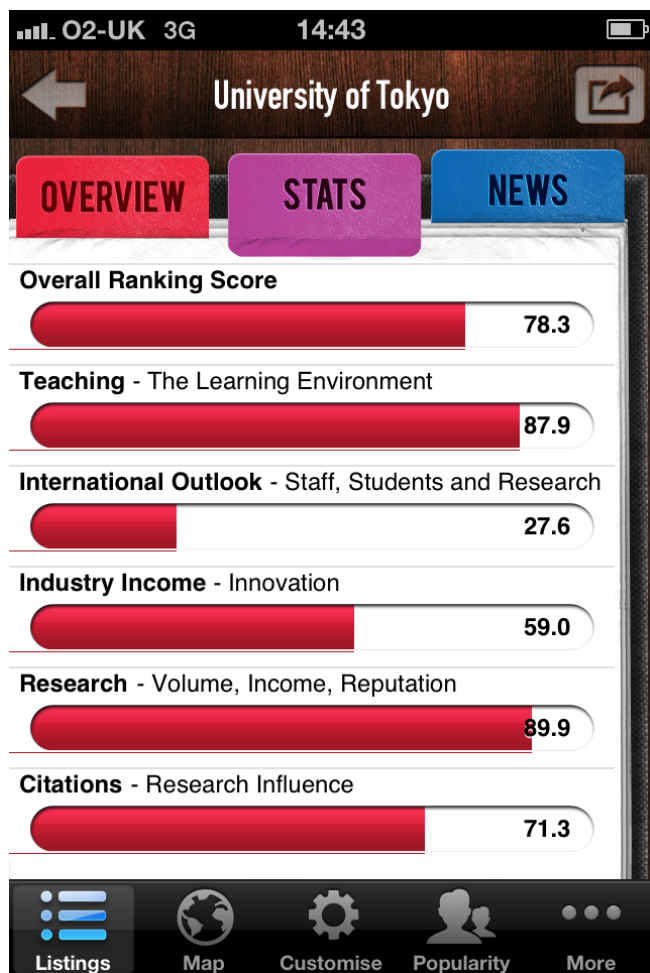 O2-UK 3G 14:43
University of Tokyo
OVERVIEW STATS NEWS
Overall Ranking Score
78.3
Teaching - The Learning Environment
87.9
International Outlook - Staff, Students and Research
27.6
Industry Income - Innovation
59.0
Research - Volume, Income, Reputation
89.9
Citations - Research Influence
71.3
Listings Map Customise Popularity More